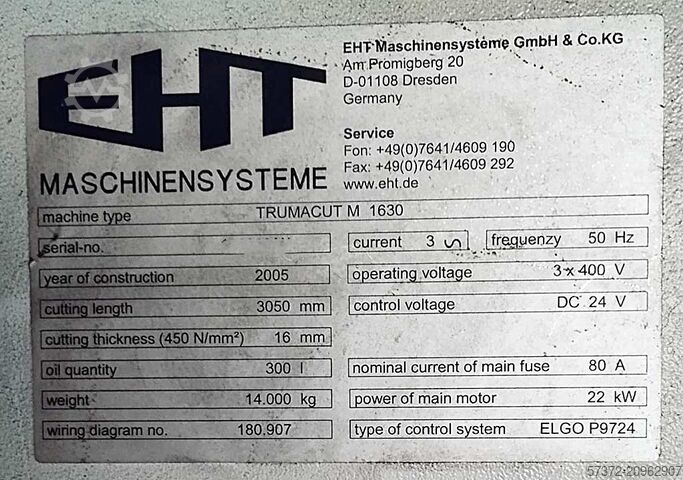 EHT
MASCHINENSYSTEME
EHT Maschinensysteme GmbH & Co.KG
Am Promigberg 20
D-01108 Dresden
Germany
Service
Fon: +49(0)7641/4609 190
Fax: +49(0)7641/4609 292
www.eht.de
machine type TRUMACUT M 1630
serial-no.
current 3 ∿ frequenzy 50 Hz
year of construction 2005
operating voltage 3 x 400 V
cutting length 3050 mm
control voltage DC 24 V
cutting thickness (450 N/mm²) 16 mm
oil quantity 300 l
nominal current of main fuse 80 A
weight 14.000 kg
power of main motor 22 kW
wiring diagram no. 180.907
type of control system ELGO P9724
57372-20962907